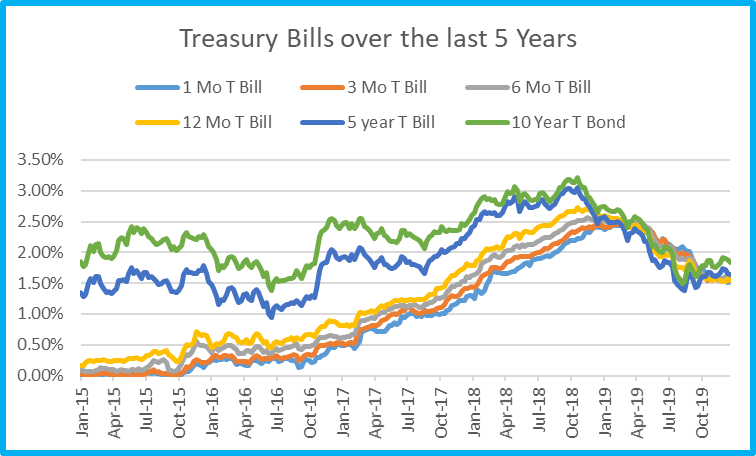 Treasury Bills over the last 5 Years
1 Mo T Bill 3 Mo T Bill 6 Mo T Bill
12 Mo T Bill 5 year T Bill 10 Year T Bond
3.50%
3.00%
2.50%
2.00%
1.50%
1.00%
0.50%
0.00%
Jan-15 Apr-15 Jul-15 Oct-15 Jan-16 Apr-16 Jul-16 Oct-16 Jan-17 Apr-17 Jul-17 Oct-17 Jan-18 Apr-18 Jul-18 Oct-18 Jan-19 Apr-19 Jul-19 Oct-19